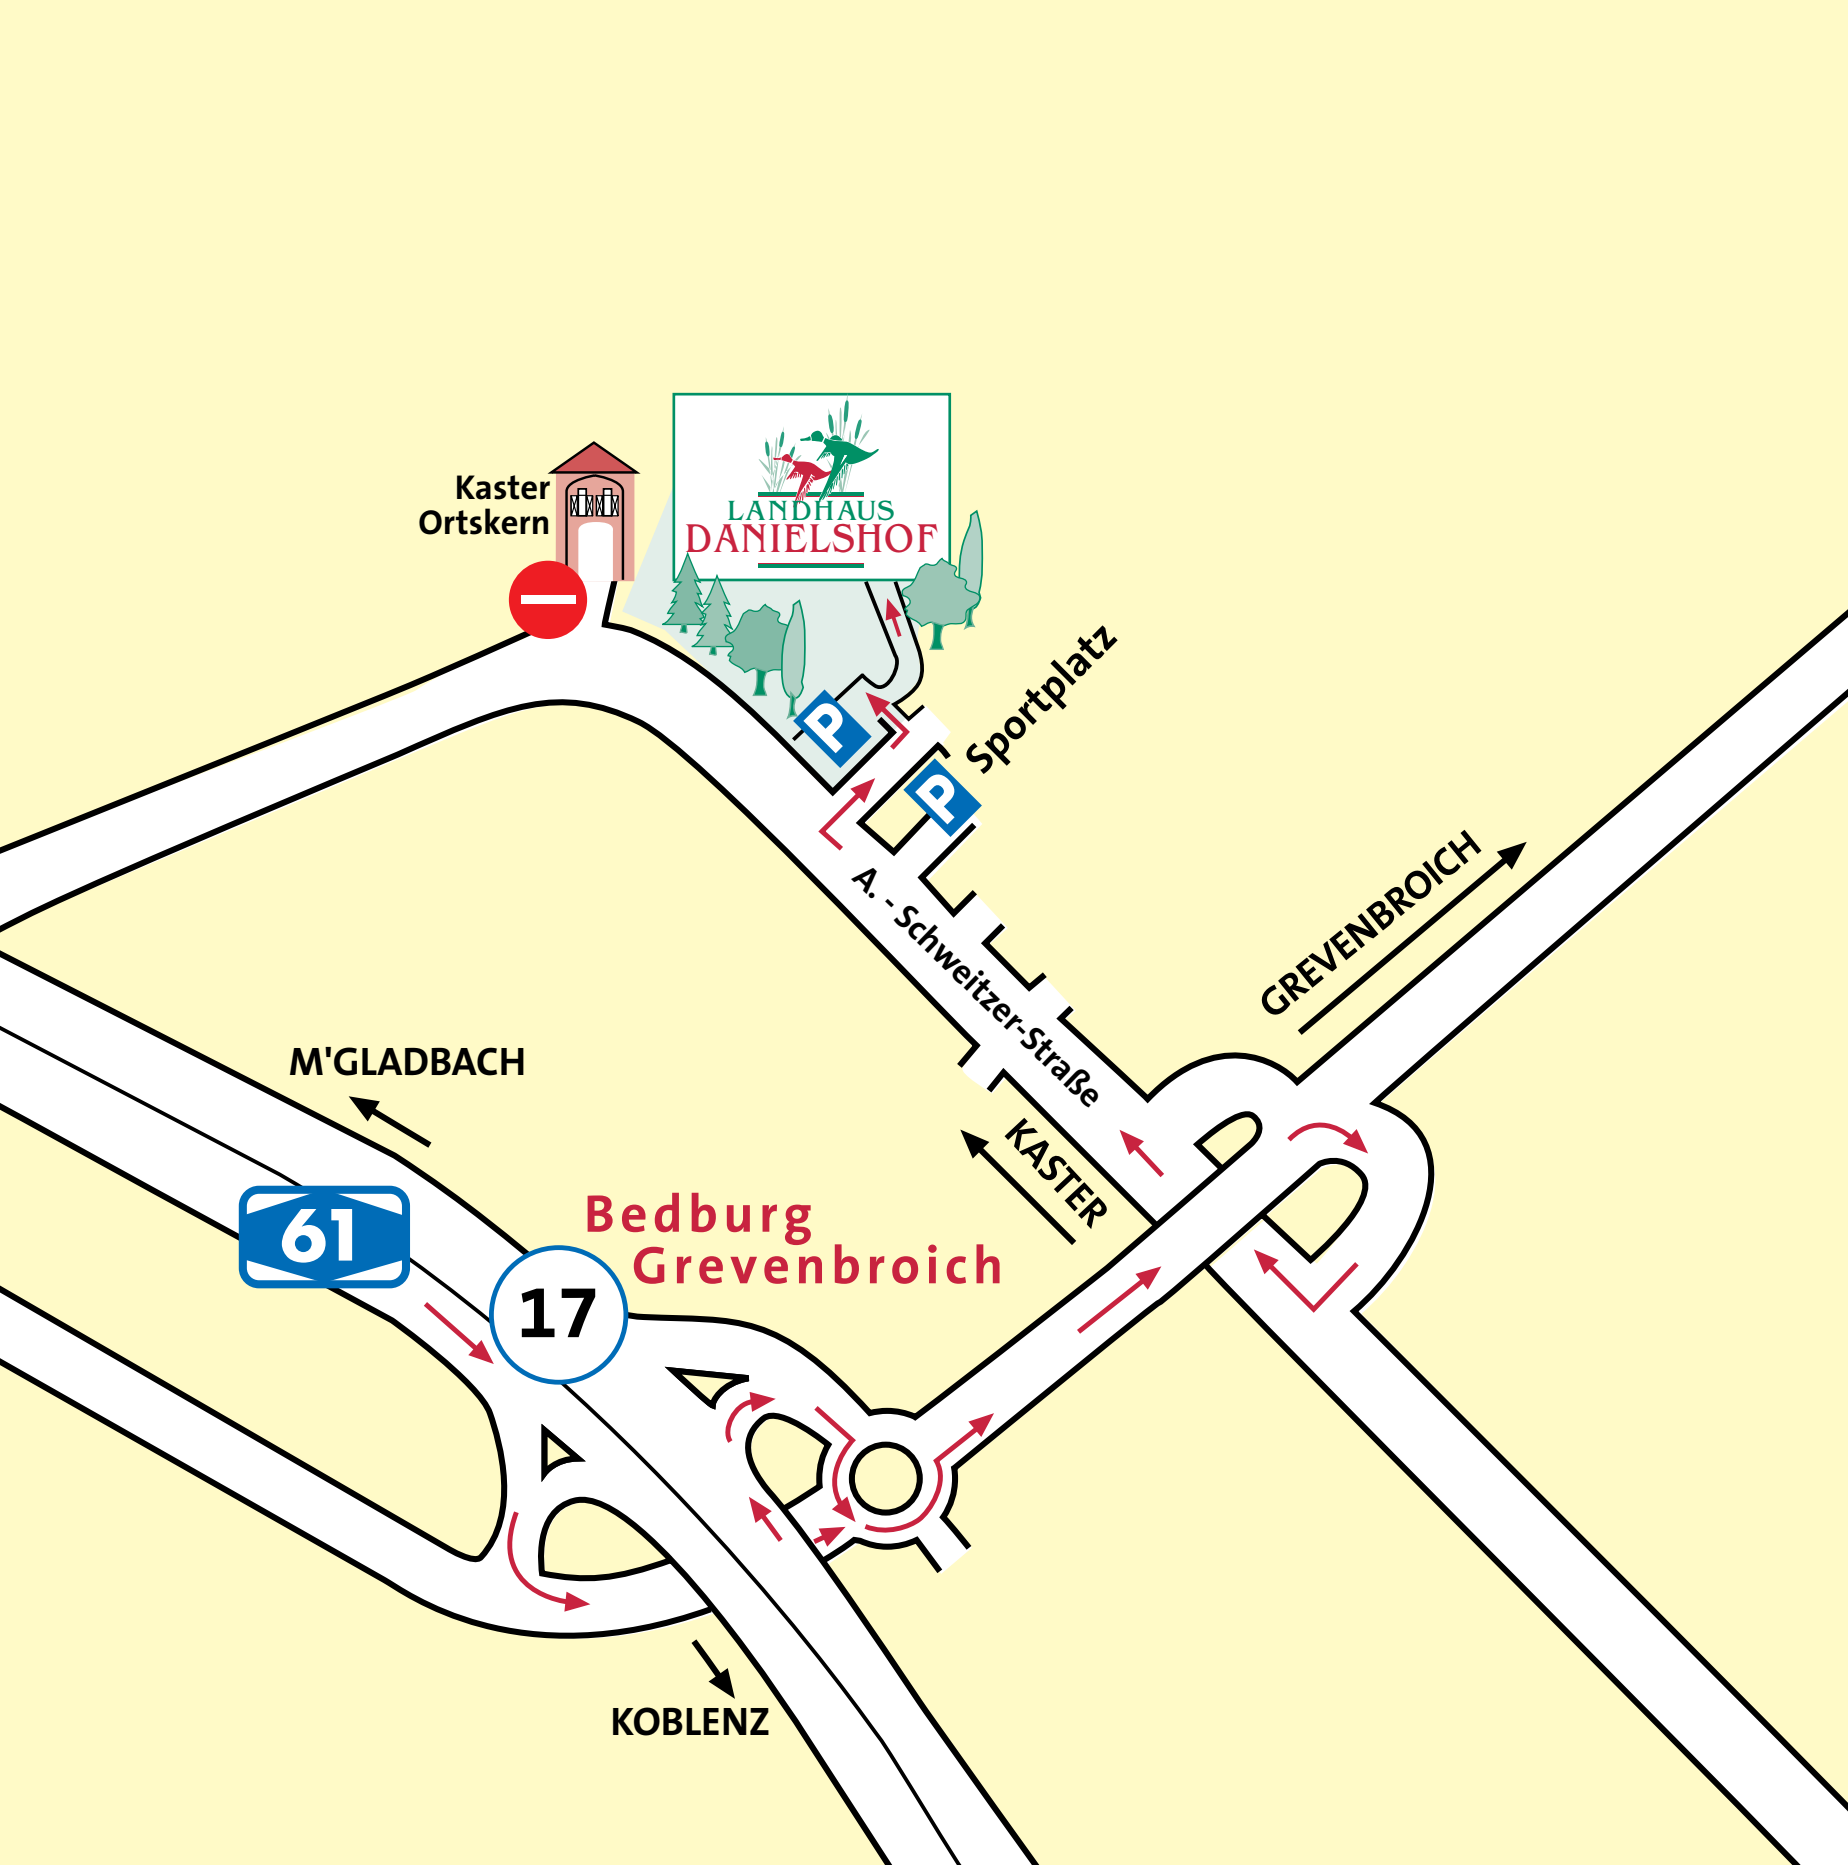 LANDHAUS
DANIELSHOF
Kaster
Ortskern
Sportplatz
P
P
A. - Schweitzer-Straße
GREVENBROICH
M'GLADBACH
KASTER
61
Bedburg
Grevenbroich
17
KOBLENZ